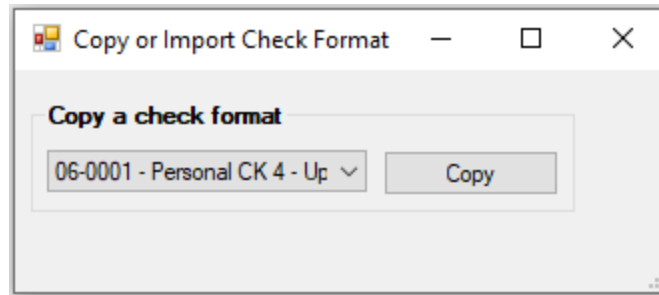 Copy or Import Check Format
Copy a check format
06-0001 - Personal CK 4 - Up
Copy